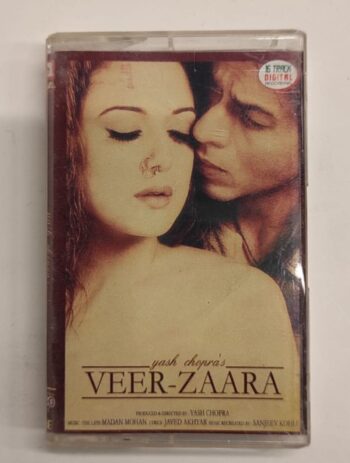 16 TRACK
DIGITAL
yash chopra's
VEER-ZAARA
PRODUCED & DIRECTED BY: YASH CHOPRA
MUSIC: THE LATE MADAN MOHAN LYRICS: JAVED AKHTAR MUSIC RECREATED BY: SANJEEV KOHLI